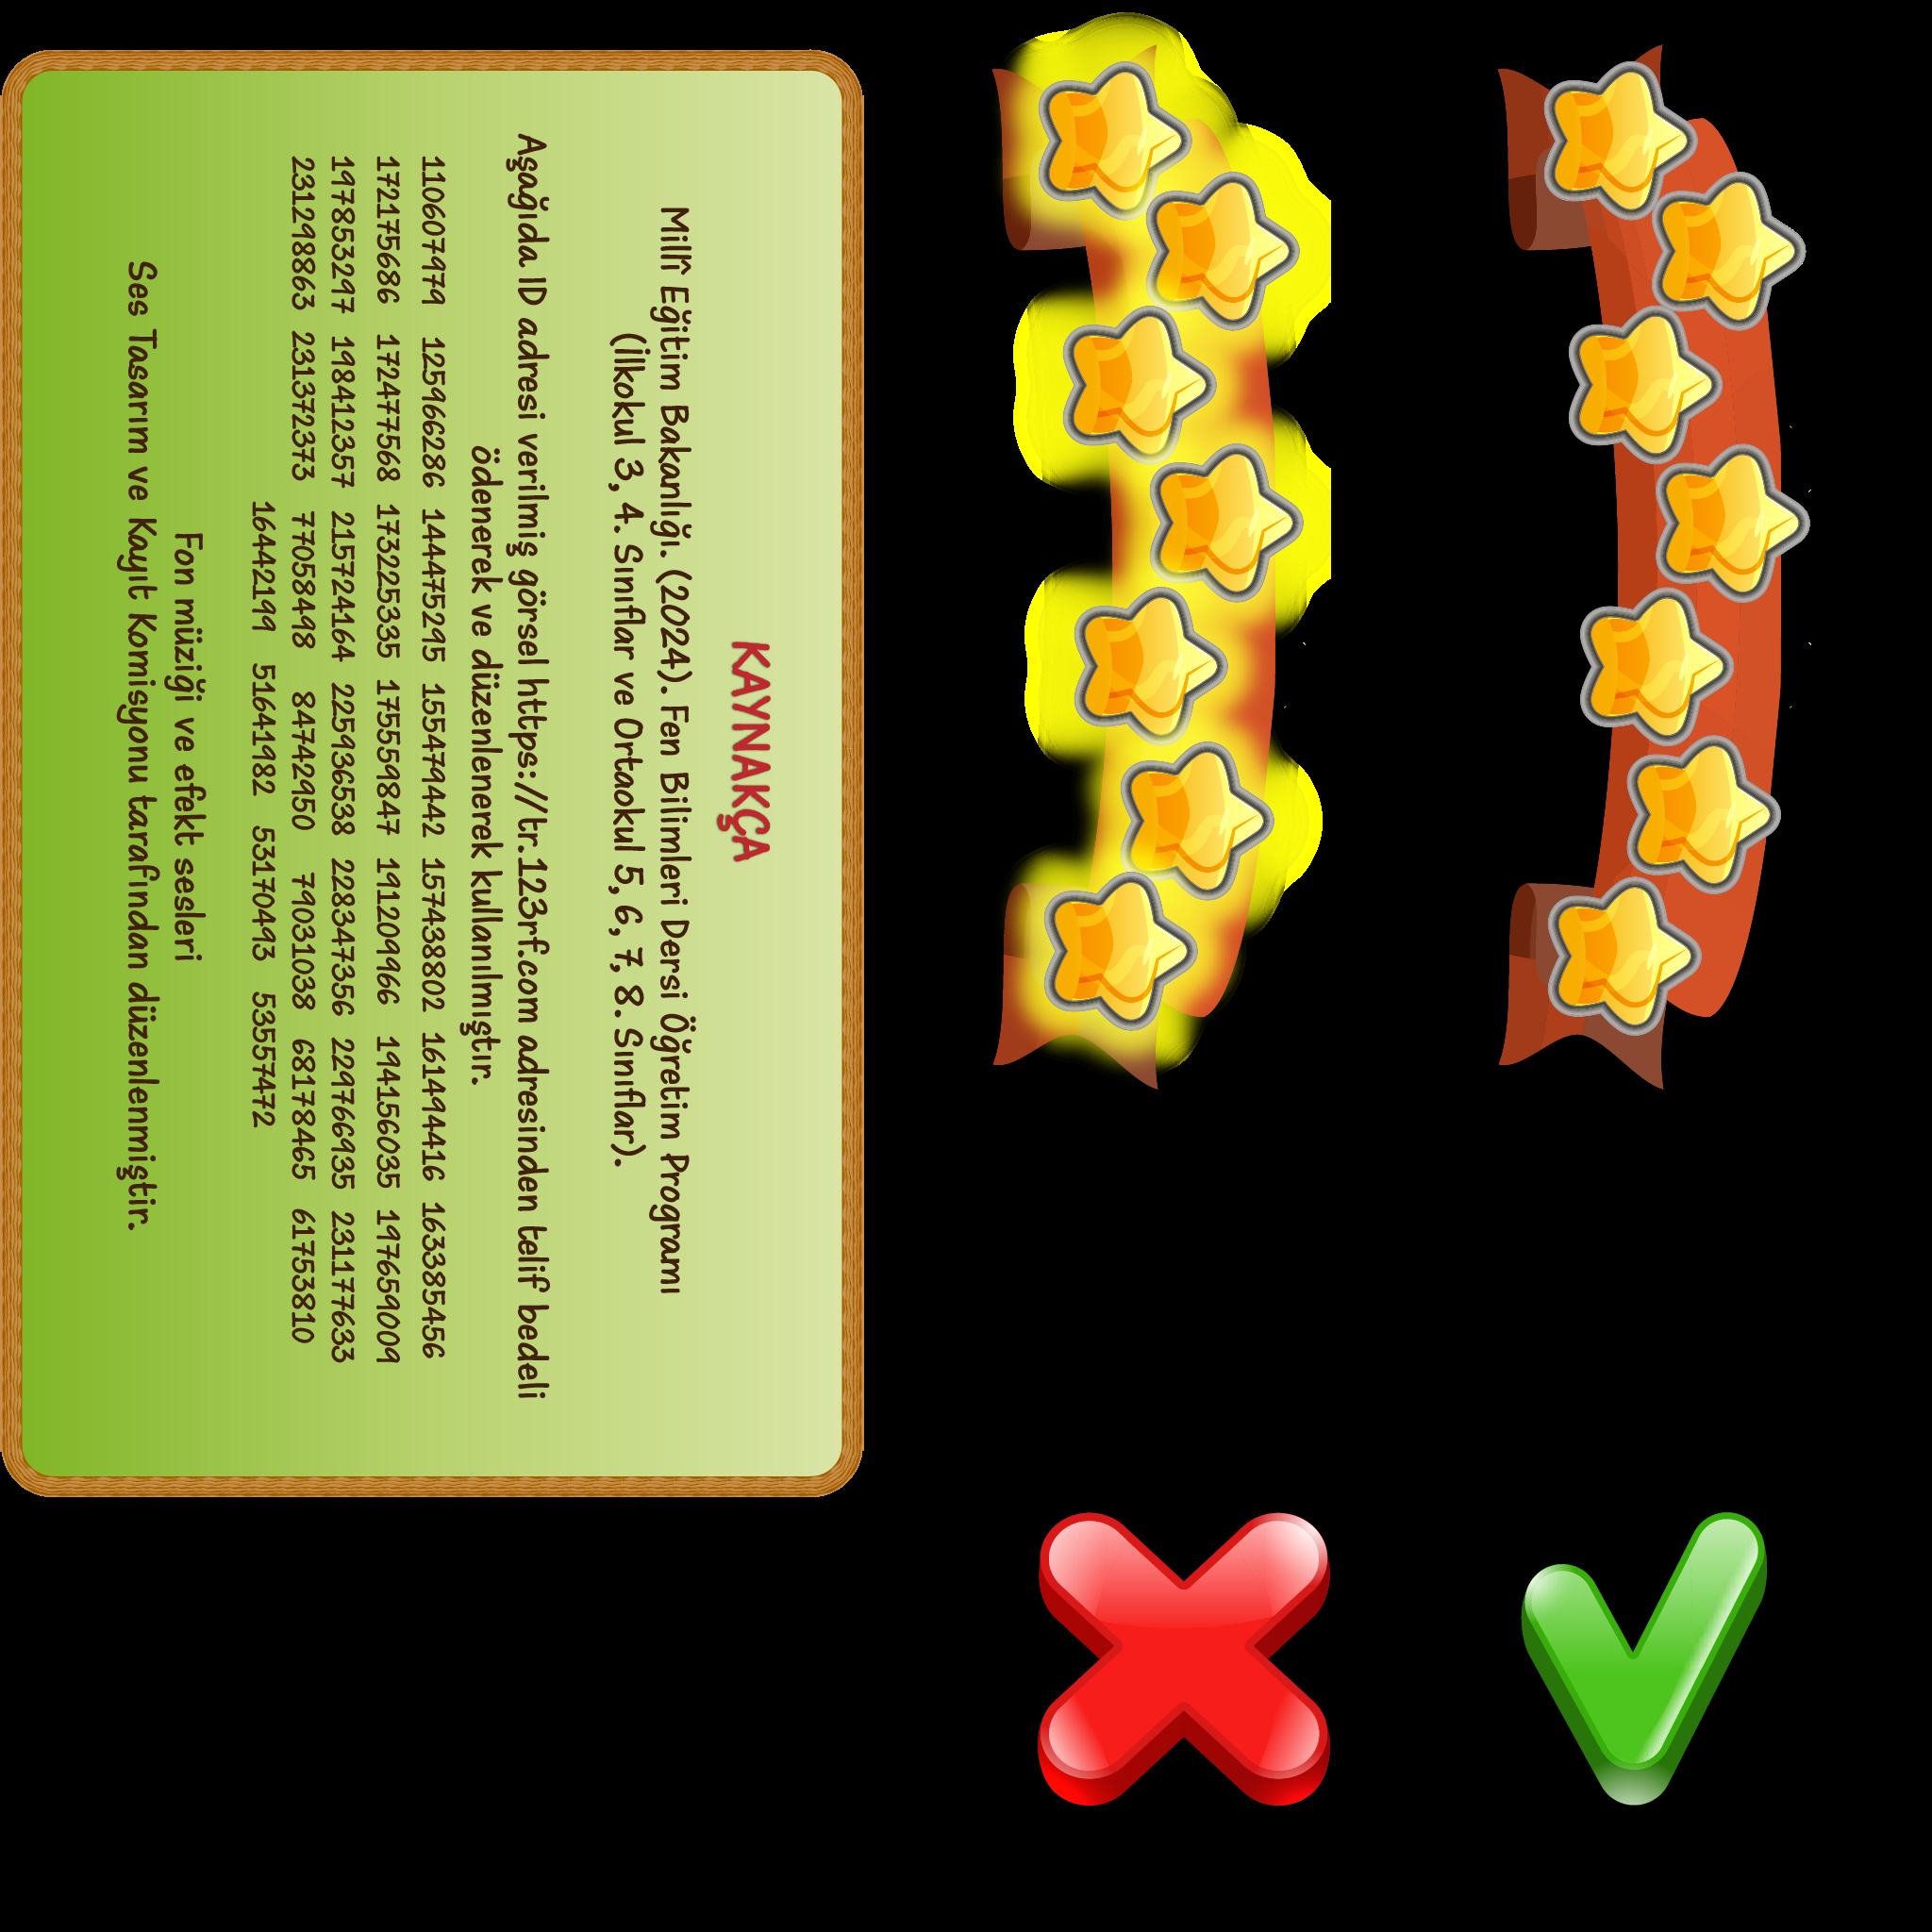 KAYNAKÇA
Millî Eğitim Bakanlığı. (2024). Fen Bilimleri Dersi Öğretim Programı
(İlkokul 3, 4. Sınıflar ve Ortaokul 5, 6, 7, 8. Sınıflar).
Aşağıda ID adresi verilmiş görsel https://tr.123rf.com adresinden telif bedeli
ödenerek ve düzenlenerek kullanılmıştır.
110607979 125966286 144475295 155479442 157438802 161494416 163385456
172175686 172477568 173225335 175559847 191209966 194156035 197659009
197853297 198412357 215724164 225936538 228347356 229766935 231177633
231298863 231372373 77058498 84742950 79031038 68178465 61753810
16442199 51641982 53170493 53557472
Fon müziği ve efekt sesleri
Ses Tasarım ve Kayıt Komisyonu tarafından düzenlenmiştir.